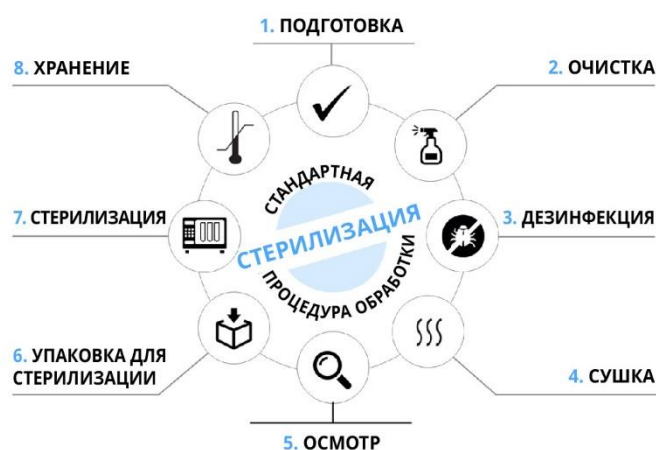 1. ПОДГОТОВКА
2. ОЧИСТКА
3. ДЕЗИНФЕКЦИЯ
4. СУШКА
5. ОСМОТР
6. УПАКОВКА ДЛЯ
СТЕРИЛИЗАЦИИ
7. СТЕРИЛИЗАЦИЯ
8. ХРАНЕНИЕ
СТАНДАРТНАЯ
СТЕРИЛИЗАЦИЯ
ПРОЦЕДУРА ОБРАБОТКИ